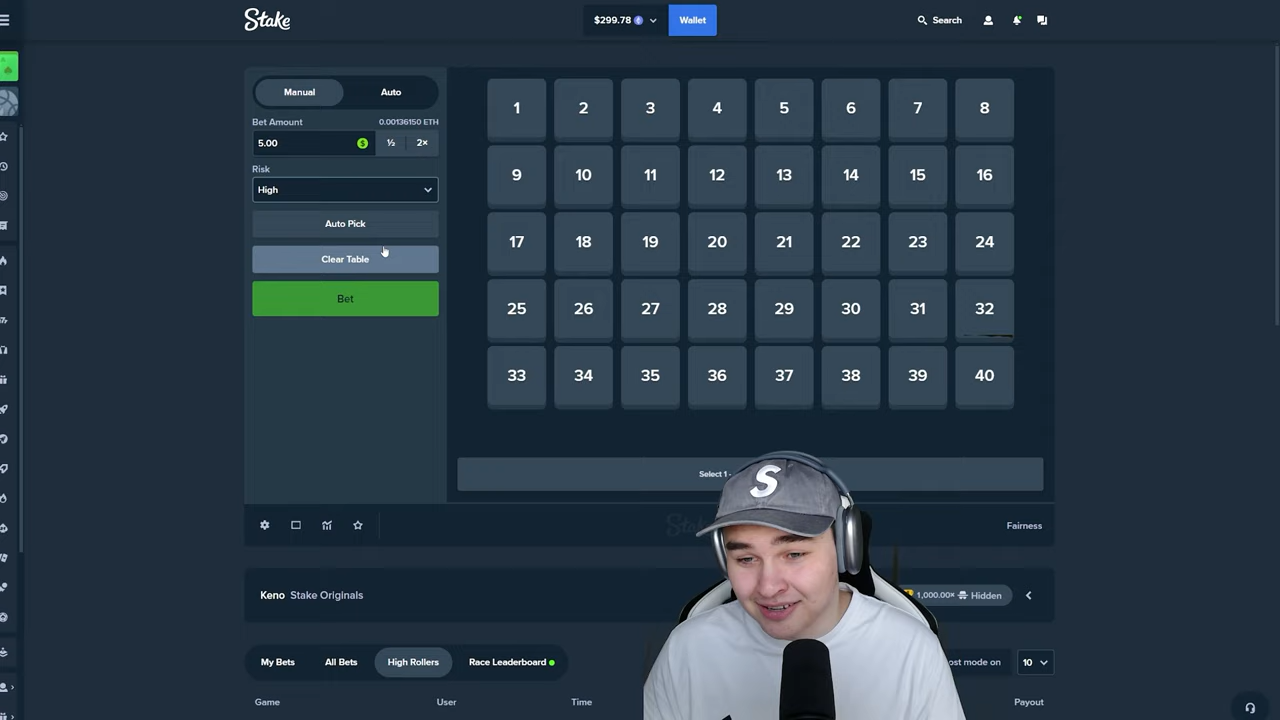 Stake
$299.78
Wallet
Search
Manual
Auto
Bet Amount
0.00136150 ETH
5.00
$
½
2×
Risk
High
Auto Pick
Clear Table
Bet
1 2 3 4 5 6 7 8
9 10 11 12 13 14 15 16
17 18 19 20 21 22 23 24
25 26 27 28 29 30 31 32
33 34 35 36 37 38 39 40
Select 1 -
S
Stake
Fairness
Keno Stake Originals
1,000.00× Hidden
My Bets
All Bets
High Rollers
Race Leaderboard
ost mode on
10
Game
User
Time
Payout